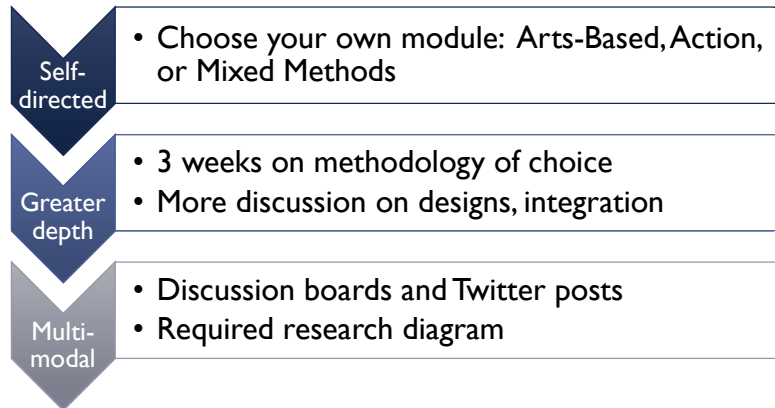 Self-
directed
• Choose your own module: Arts-Based, Action,
or Mixed Methods
Greater
depth
• 3 weeks on methodology of choice
• More discussion on designs, integration
Multi-
modal
• Discussion boards and Twitter posts
• Required research diagram